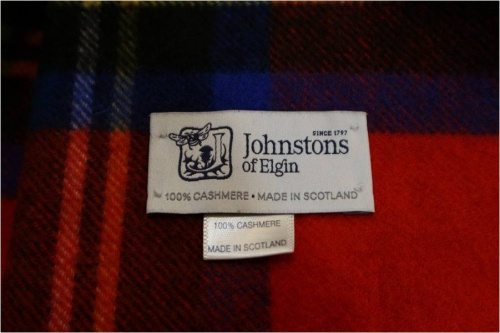 SINCE 1797
Johnstons
of Elgin
100% CASHMERE • MADE IN SCOTLAND
100% CASHMERE
MADE IN SCOTLAND